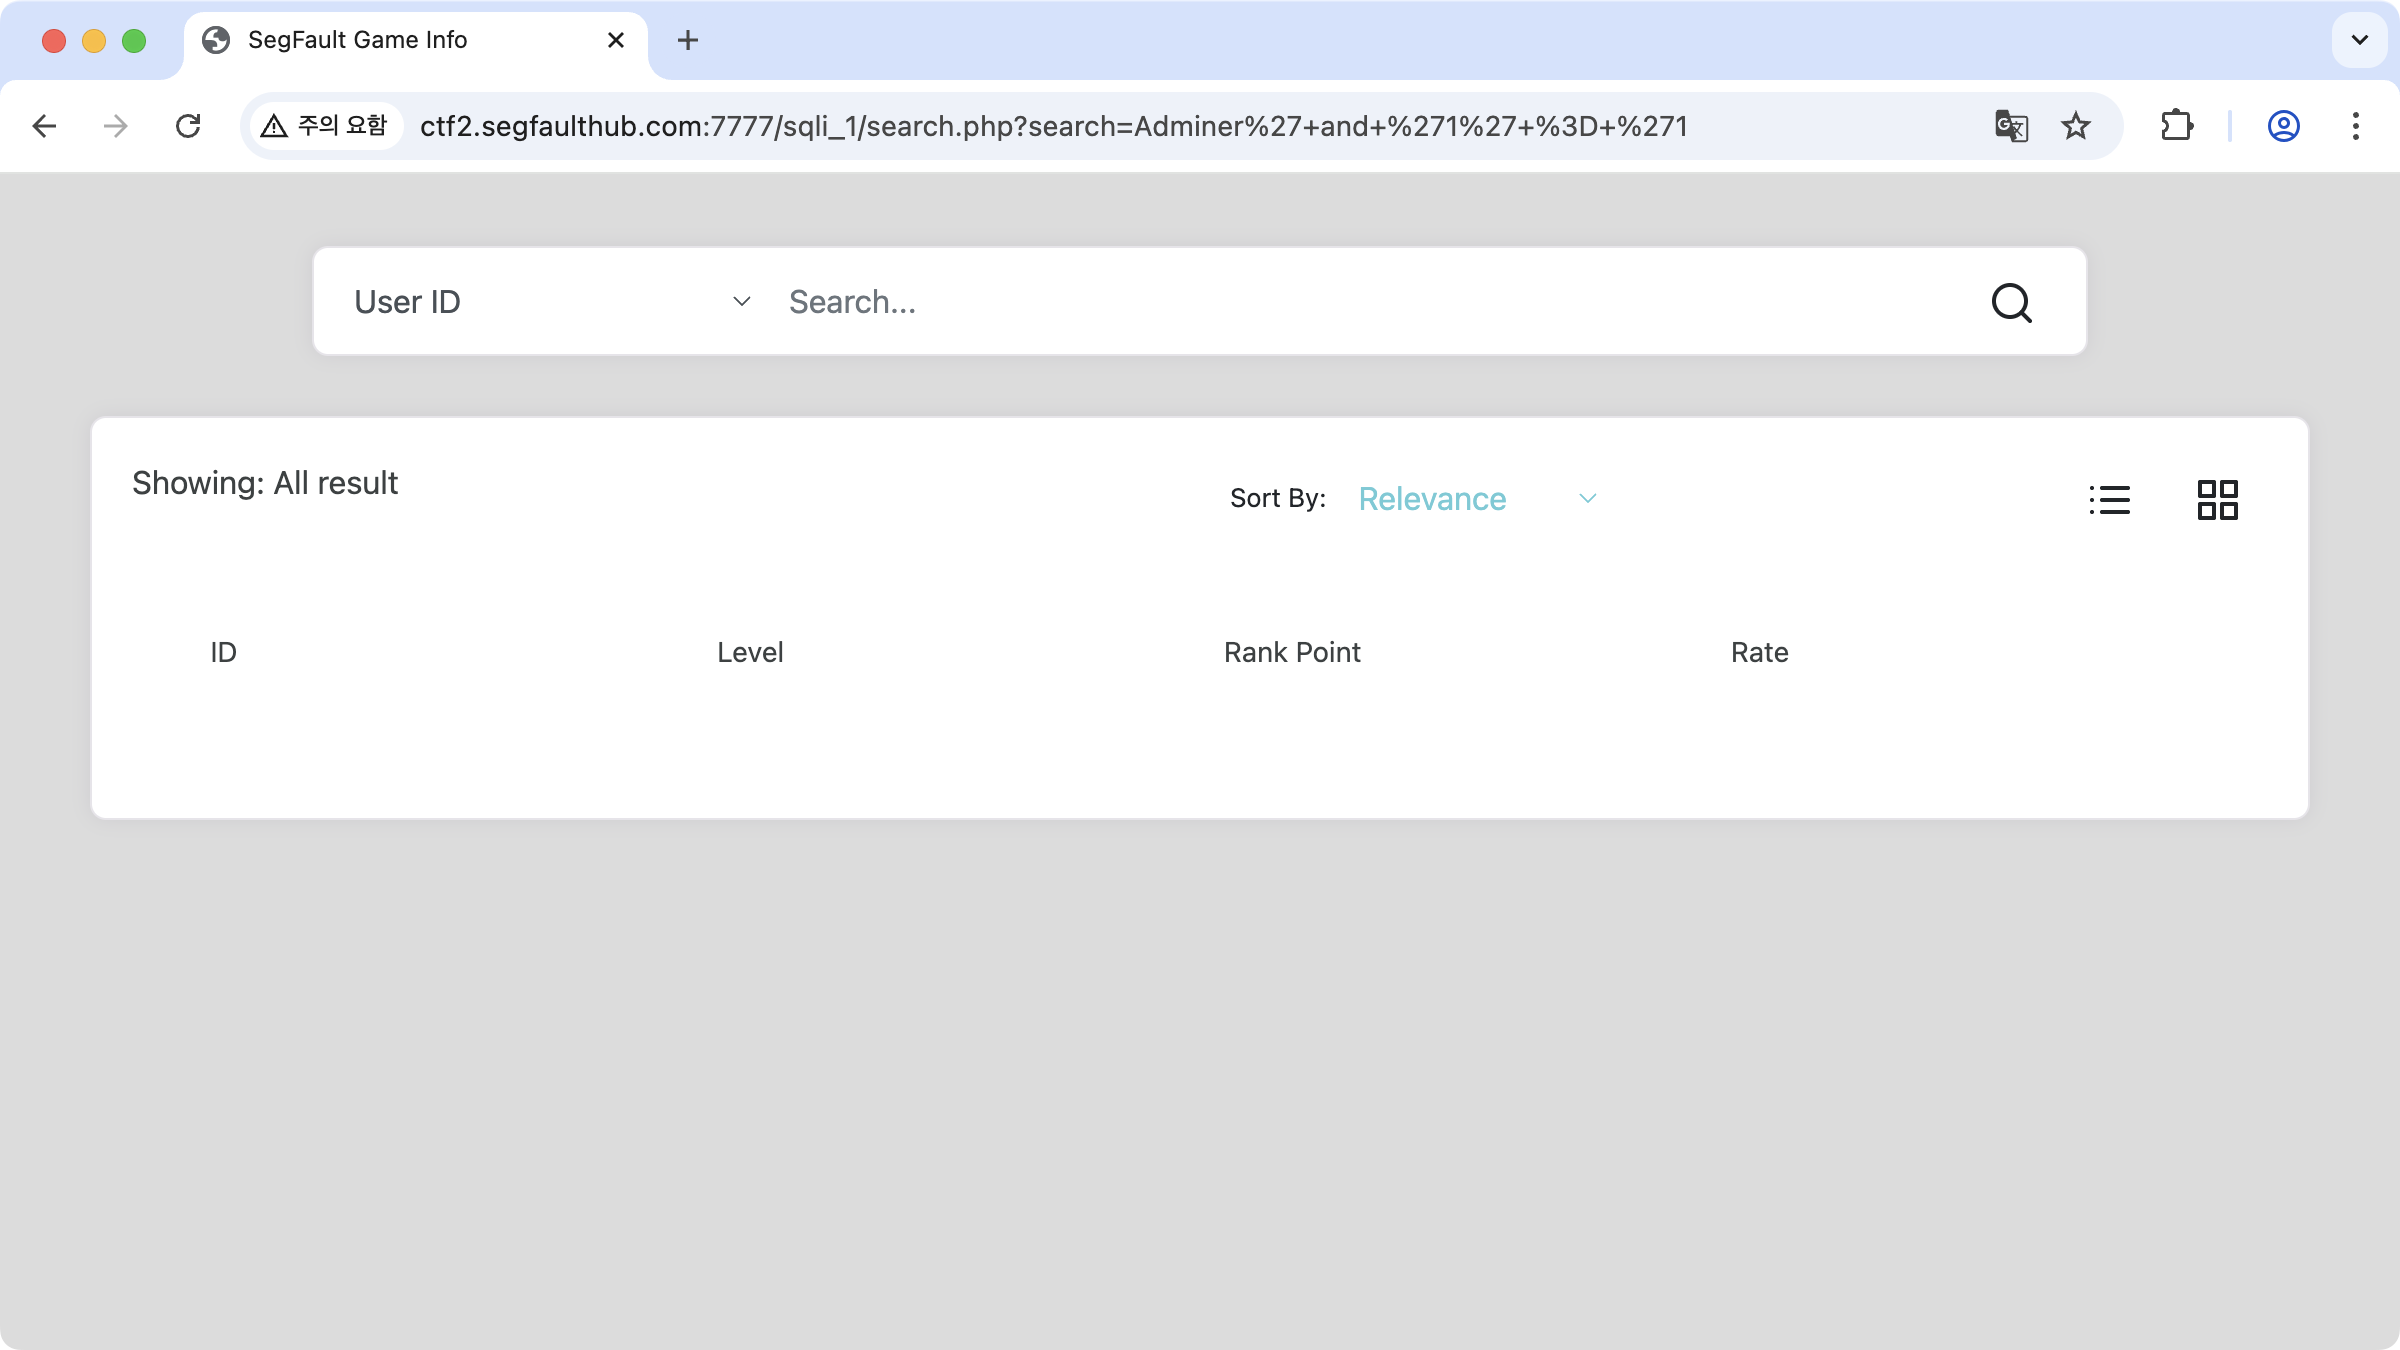 SegFault Game Info
주의 요함
ctf2.segfaulthub.com:7777/sqli_1/search.php?search=Adminer%27+and+%271%27+%3D+%271
User ID
Search...
Showing: All result
Sort By:
Relevance
ID
Level
Rank Point
Rate